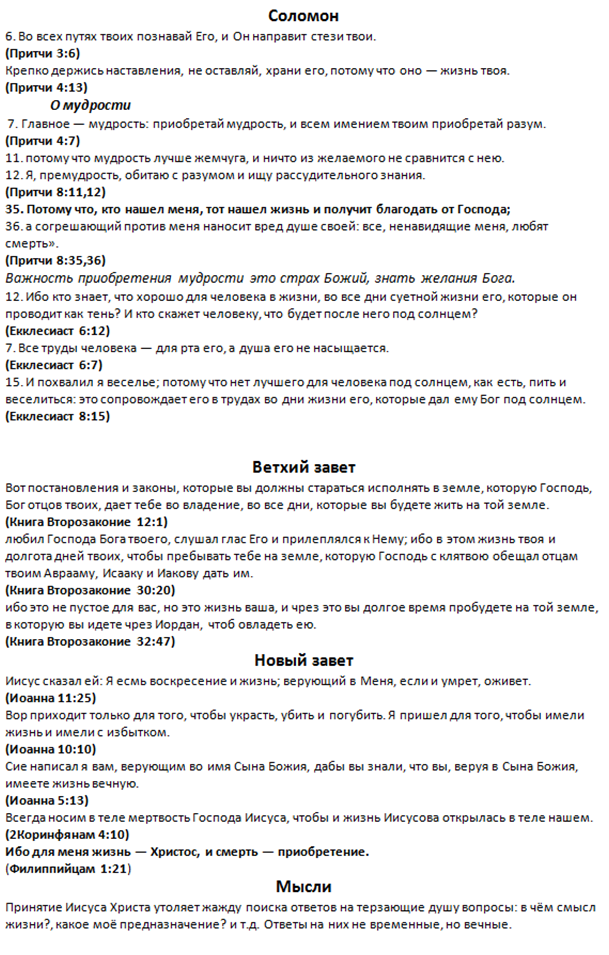 Соломон
6. Во всех путях твоих познавай Его, и Он направит стези твои.
(Притчи 3:6)
Крепко держись наставления, не оставляй, храни его, потому что оно — жизнь твоя.
(Притчи 4:13)
О мудрости
7. Главное — мудрость: приобретай мудрость, и всем имением твоим приобретай разум.
(Притчи 4:7)
11. потому что мудрость лучше жемчуга, и ничто из желаемого не сравнится с нею.
12. Я, премудрость, обитаю с разумом и ищу рассудительного знания.
(Притчи 8:11,12)
35. Потому что, кто нашел меня, тот нашел жизнь и получит благодать от Господа;
36. а согрешающий против меня наносит вред душе своей: все, ненавидящие меня, любят
смерть».
(Притчи 8:35,36)
Важность приобретения мудрости это страх Божий, знать желания Бога.
12. Ибо кто знает, что хорошо для человека в жизни, во все дни суетной жизни его, которые он
проводит как тень? И кто скажет человеку, что будет после него под солнцем?
(Екклесиаст 6:12)
7. Все труды человека — для рта его, а душа его не насыщается.
(Екклесиаст 6:7)
15. И похвалил я веселье; потому что нет лучшего для человека под солнцем, как есть, пить и
веселиться: это сопровождает его в трудах во дни жизни его, которые дал ему Бог под солнцем.
(Екклесиаст 8:15)
Ветхий завет
Вот постановления и законы, которые вы должны стараться исполнять в земле, которую Господь,
Бог отцов твоих, дает тебе во владение, во все дни, которые вы будете жить на той земле.
(Книга Второзаконие 12:1)
любил Господа Бога твоего, слушал глас Его и прилеплялся к Нему; ибо в этом жизнь твоя и
долгота дней твоих, чтобы пребывать тебе на земле, которую Господь с клятвою обещал отцам
твоим Аврааму, Исааку и Иакову дать им.
(Книга Второзаконие 30:20)
ибо это не пустое для вас, но это жизнь ваша, и чрез это вы долгое время пробудете на той земле,
в которую вы идете чрез Иордан, чтоб овладеть ею.
(Книга Второзаконие 32:47)
Новый завет
Иисус сказал ей: Я есмь воскресение и жизнь; верующий в Меня, если и умрет, оживет.
(Иоанна 11:25)
Вор приходит только для того, чтобы украсть, убить и погубить. Я пришел для того, чтобы имели
жизнь и имели с избытком.
(Иоанна 10:10)
Сие написал я вам, верующим во имя Сына Божия, дабы вы знали, что вы, веруя в Сына Божия,
имеете жизнь вечную.
(Иоанна 5:13)
Всегда носим в теле мертвость Господа Иисуса, чтобы и жизнь Иисусова открылась в теле нашем.
(2Коринфянам 4:10)
Ибо для меня жизнь — Христос, и смерть — приобретение.
(Филиппийцам 1:21)
Мысли
Принятие Иисуса Христа утоляет жажду поиска ответов на терзающие душу вопросы: в чём смысл
жизни?, какое моё предназначение? и т.д. Ответы на них не временные, но вечные.